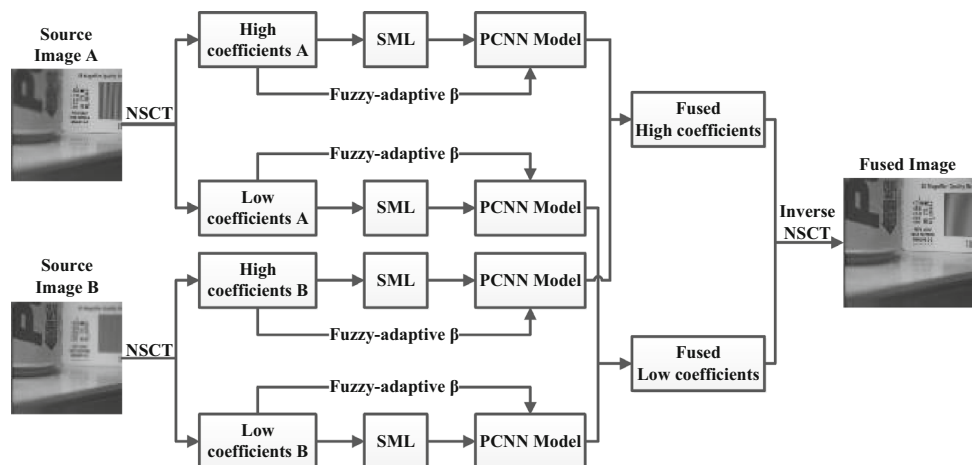 Source
Image A
NSCT
High
coefficients A
SML
PCNN Model
Fuzzy-adaptive β
Fuzzy-adaptive β
Low
coefficients A
SML
PCNN Model
Source
Image B
NSCT
High
coefficients B
SML
PCNN Model
Fuzzy-adaptive β
Fuzzy-adaptive β
Low
coefficients B
SML
PCNN Model
Fused
High coefficients
Fused
Low coefficients
Inverse
NSCT
Fused Image